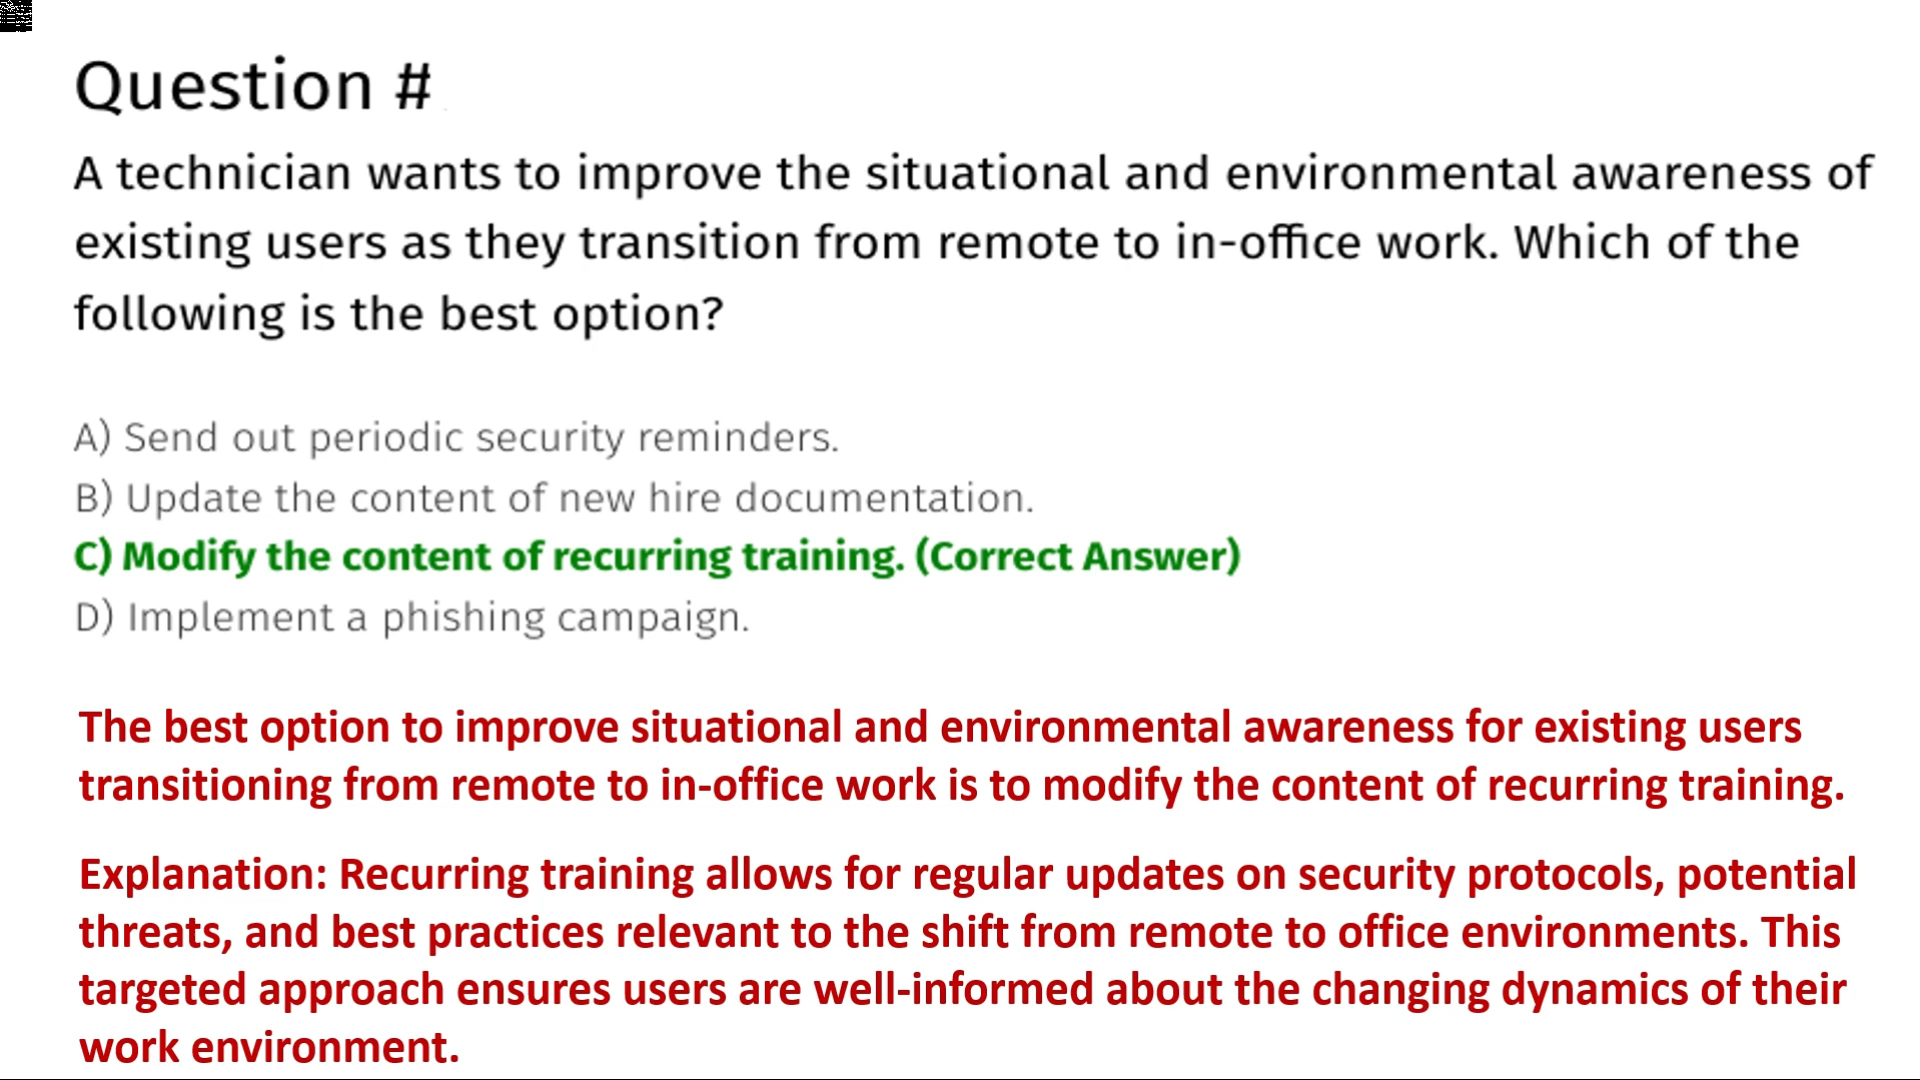 Question #
A technician wants to improve the situational and environmental awareness of
existing users as they transition from remote to in-office work. Which of the
following is the best option?
A) Send out periodic security reminders.
B) Update the content of new hire documentation.
C) Modify the content of recurring training. (Correct Answer)
D) Implement a phishing campaign.
The best option to improve situational and environmental awareness for existing users
transitioning from remote to in-office work is to modify the content of recurring training.
Explanation: Recurring training allows for regular updates on security protocols, potential
threats, and best practices relevant to the shift from remote to office environments. This
targeted approach ensures users are well-informed about the changing dynamics of their
work environment.